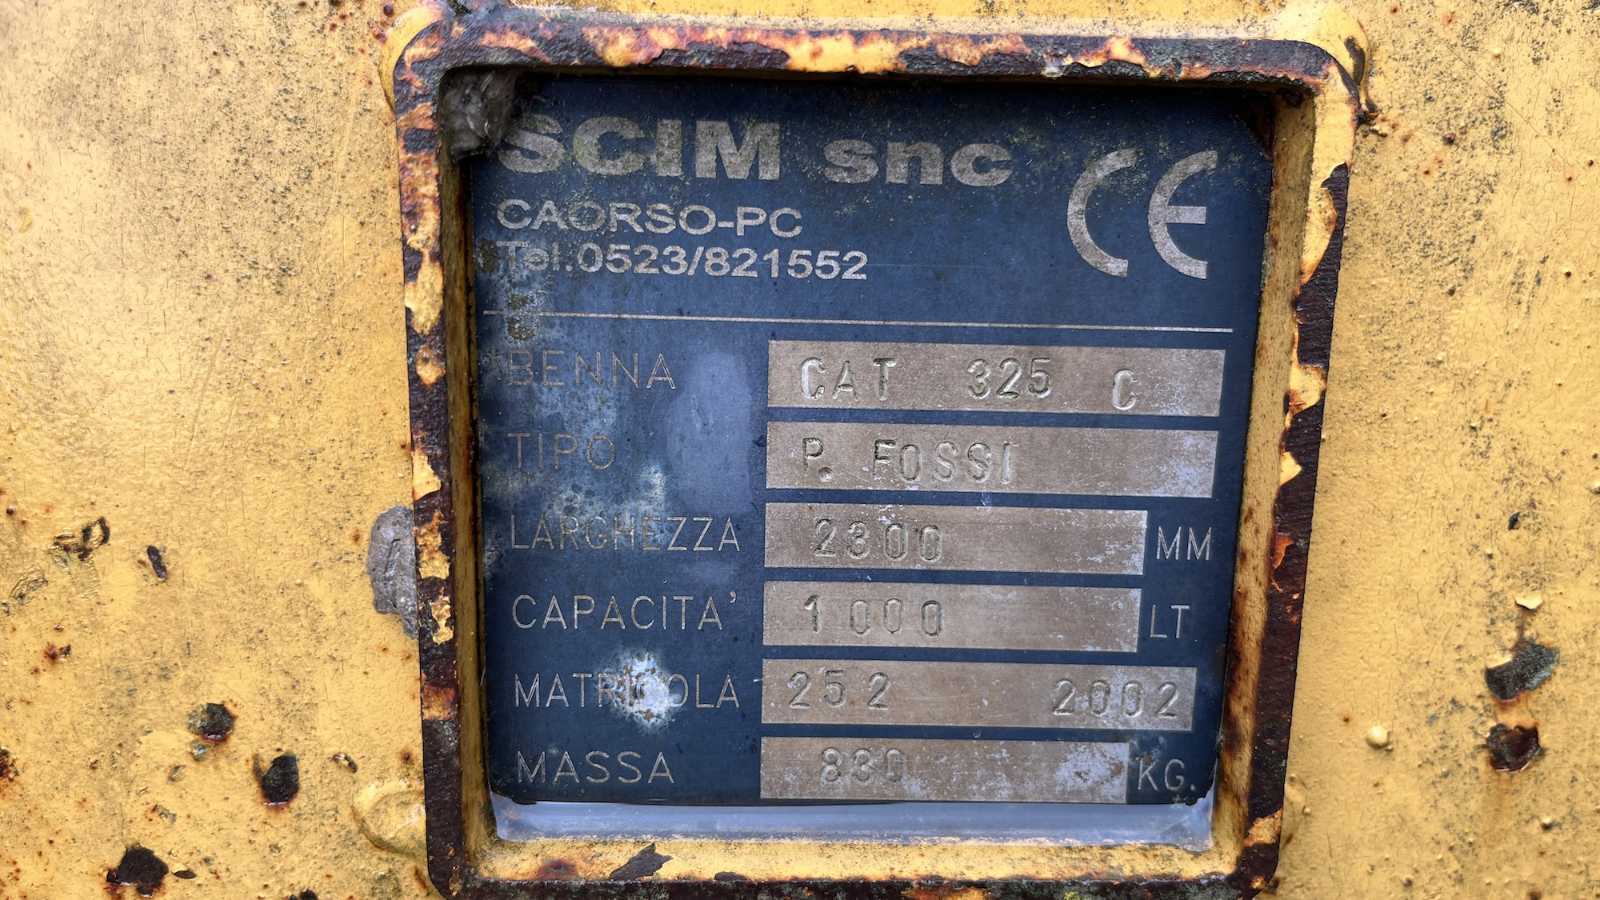 SCIM snc
CE
CAORSO-PC
Tel.0523/821552
BENNA CAT 325 C
TIPO P. FOSSI
LARGHEZZA 2300 MM
CAPACITA' 1000 LT
MATRICOLA 252 2002
MASSA 830 KG.